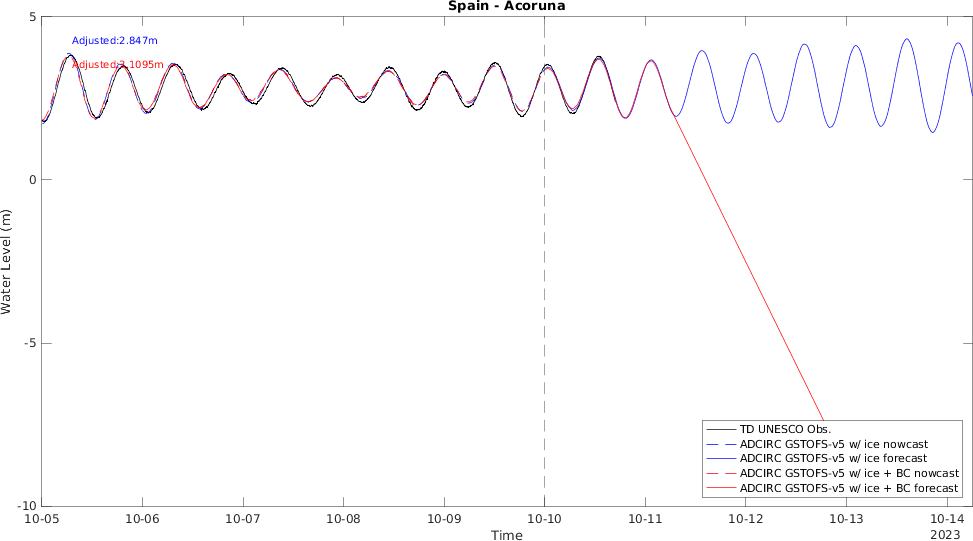 Spain - Acoruna
5
Adjusted:2.847m
Adjusted:3.1095m
0
-5
-10
Water Level (m)
TD UNESCO Obs.
ADCIRC GSTOFS-v5 w/ ice nowcast
ADCIRC GSTOFS-v5 w/ ice forecast
ADCIRC GSTOFS-v5 w/ ice + BC nowcast
ADCIRC GSTOFS-v5 w/ ice + BC forecast
10-05 10-06 10-07 10-08 10-09 10-10 10-11 10-12 10-13 10-14
2023
Time